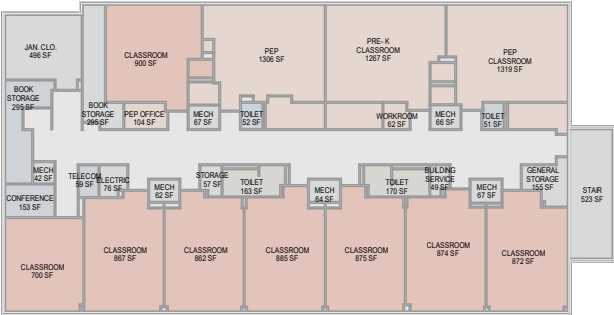 JAN. CLO.
496 SF
CLASSROOM
900 SF
PEP
1306 SF
PRE- K
CLASSROOM
1267 SF
PEP
CLASSROOM
1319 SF
BOOK
STORAGE
295 SF
BOOK
STORAGE
295 SF
PEP OFFICE
104 SF
MECH
67 SF
TOILET
52 SF
WORKROOM
62 SF
MECH
66 SF
TOILET
51 SF
MECH
42 SF
TELECOM
59 SF
ELECTRIC
76 SF
MECH
62 SF
STORAGE
57 SF
TOILET
163 SF
MECH
64 SF
TOILET
170 SF
BUILDING
SERVICE
49 SF
MECH
67 SF
GENERAL
STORAGE
155 SF
STAIR
523 SF
CONFERENCE
153 SF
CLASSROOM
700 SF
CLASSROOM
867 SF
CLASSROOM
862 SF
CLASSROOM
885 SF
CLASSROOM
875 SF
CLASSROOM
874 SF
CLASSROOM
872 SF